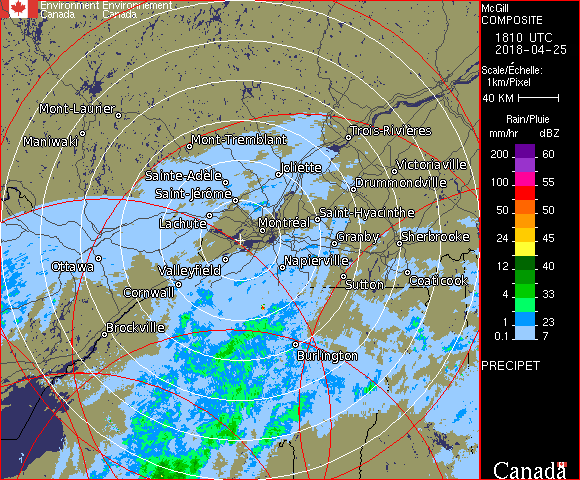 Environment Environnement
Canada Canada
Mont-Laurier
Maniwaki
Mont-Tremblant
Trois-Rivières
Joliette
Victoriaville
Sainte-Adèle
Drummondville
Saint-Jérôme
Saint-Hyacinthe
Lachute
Montréal
Granby
Sherbrooke
Ottawa
Valleyfield
Napierville
Sutton
Coaticook
Cornwall
Brockville
Burlington
McGill
COMPOSITE
1810 UTC
2018-04-25
Scale/Échelle:
1km/Pixel
40 KM
Rain/Pluie
mm/hr dBZ
200 60
100 55
50 50
24 45
12 40
4 33
1 23
0.1 7
PRECIPET
Canada